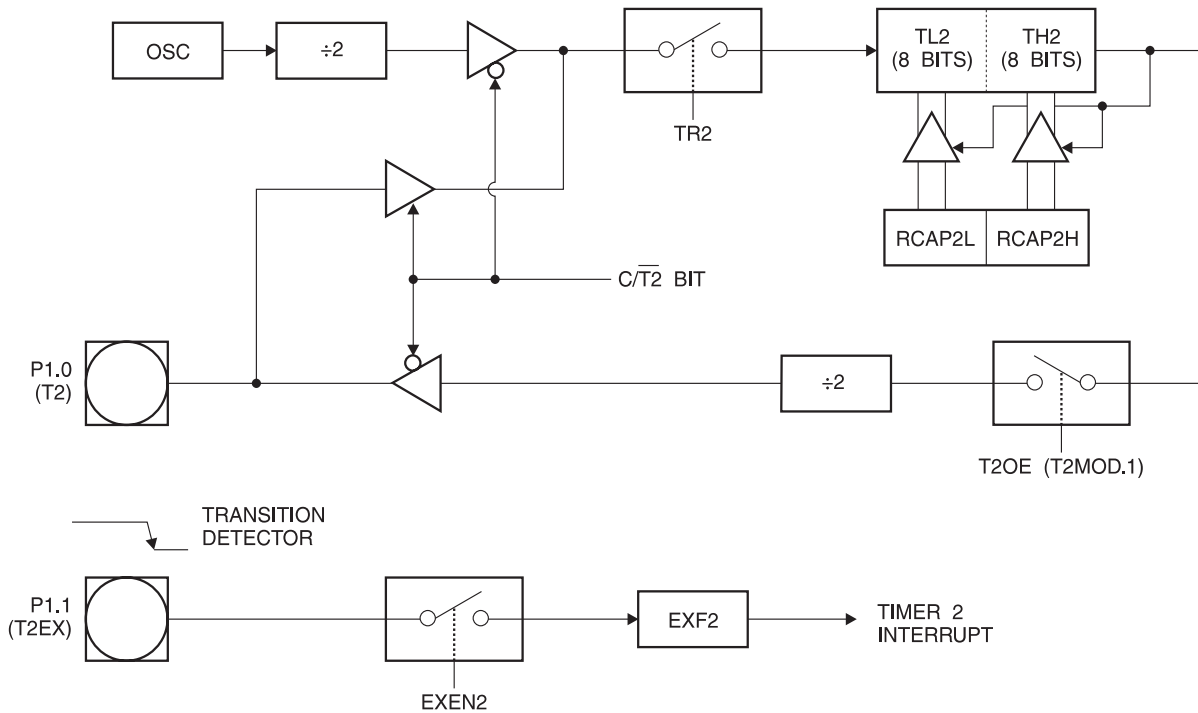 OSC
÷2
TR2
TL2
(8 BITS)
TH2
(8 BITS)
RCAP2L
RCAP2H
C/T̅2̅ BIT
P1.0
(T2)
÷2
T2OE (T2MOD.1)
TRANSITION
DETECTOR
P1.1
(T2EX)
EXEN2
EXF2
TIMER 2
INTERRUPT